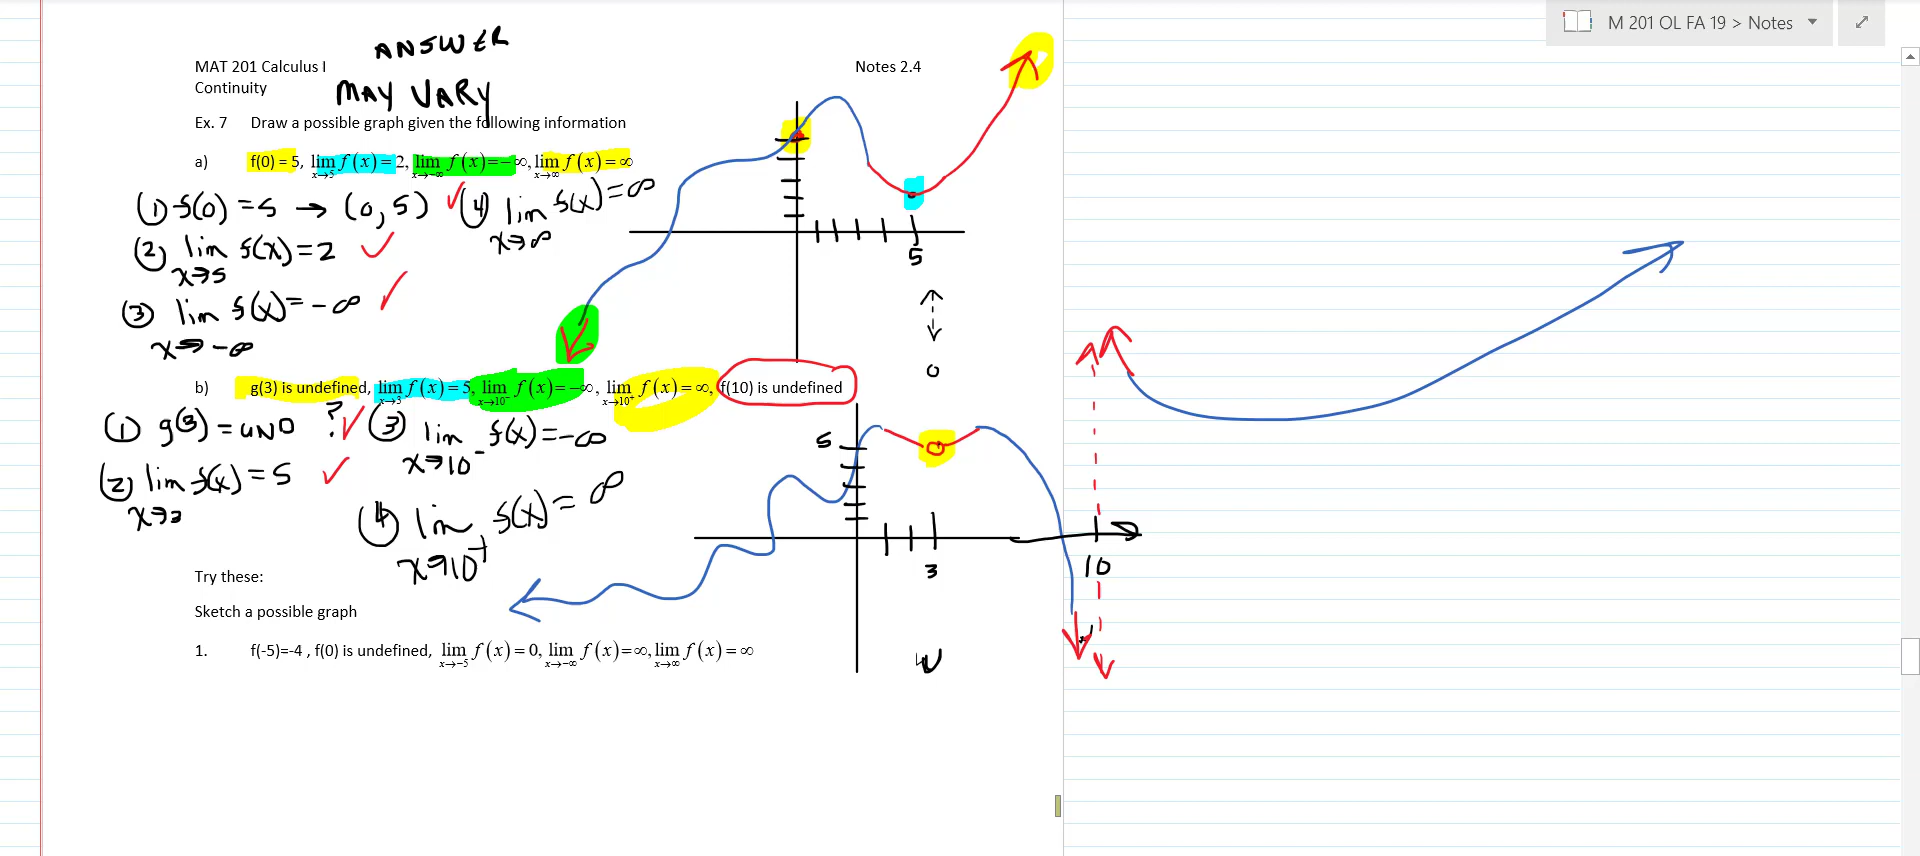 M 201 OL FA 19 > Notes
ANSWER
MAT 201 Calculus I
Notes 2.4
Continuity
MAY VARY
Ex. 7 Draw a possible graph given the following information
a) f(0) = 5, lim x→5 f(x) = 2, lim x→-∞ f(x) = -∞, lim x→∞ f(x) = ∞
(1) f(0) = 5 → (0, 5) ✓ (4) lim x→∞ f(x) = ∞
(2) lim x→5 f(x) = 2 ✓
5
(3) lim x→-∞ f(x) = -∞ ✓
0
b) g(3) is undefined, lim x→3 f(x) = 5, lim x→10⁻ f(x) = -∞, lim x→10⁺ f(x) = ∞, f(10) is undefined
(1) g(3) = UND ? ✓ (3) lim x→10⁻ f(x) = -∞
5
(2) lim x→3 f(x) = 5 ✓
(4) lim x→10⁺ f(x) = ∞
3
10
Try these:
Sketch a possible graph
1. f(-5)=-4 , f(0) is undefined, lim x→-5 f(x) = 0, lim x→-∞ f(x) = ∞, lim x→∞ f(x) = ∞